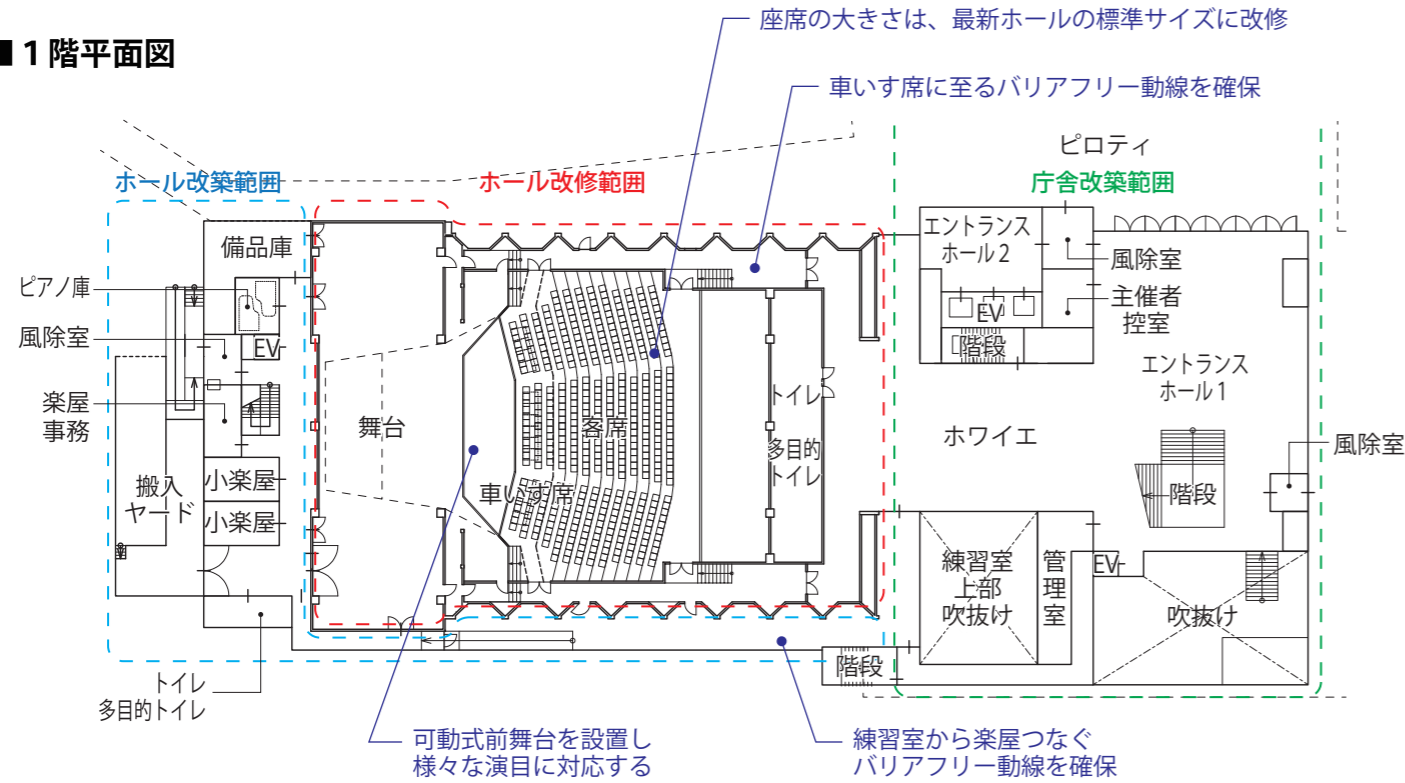 座席の大きさは、最新ホールの標準サイズに改修
■１階平面図
車いす席に至るバリアフリー動線を確保
ピロティ
ホール改築範囲
ホール改修範囲
庁舎改築範囲
備品庫
エントランス
ホール２
風除室
ピアノ庫
主催者
控室
EV
風除室
EV
階段
エントランス
ホール１
楽屋
事務
舞台
客席
トイレ
ホワイエ
多目的
トイレ
風除室
搬入
ヤード
小楽屋
車いす席
階段
小楽屋
練習室
上部
吹抜け
管理室
EV
吹抜け
階段
トイレ
多目的トイレ
可動式前舞台を設置し
様々な演目に対応する
練習室から楽屋つなぐ
バリアフリー動線を確保